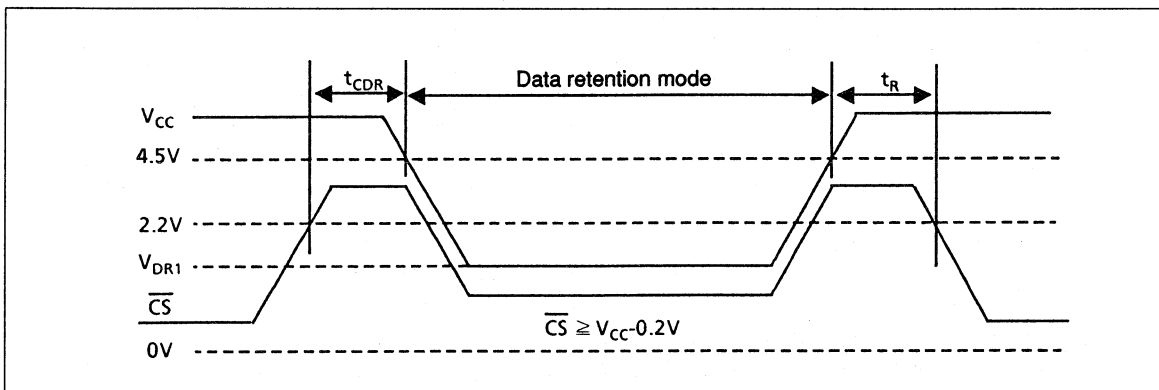 tCDR
Data retention mode
tR
VCC
4.5V
2.2V
VDR1
CS
CS ≧ VCC-0.2V
0V